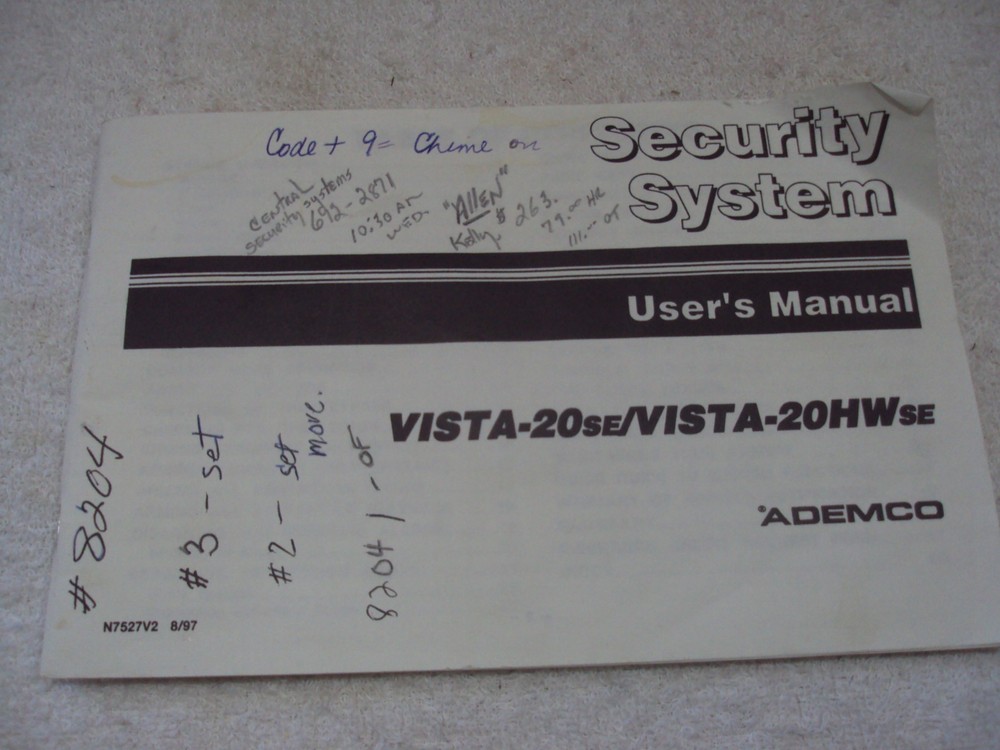 Code + 9 = Chime on
Security
System
CENTRAL
Security Systems
692-2871
10:30 AM
WED.
"ALLEN"
Kelly
$263.
79.00 HR
111.— OT
User's Manual
VISTA-20SE/VISTA-20HWSE
ADEMCO
#8204
#3 - set
#2 - set
more.
8204 1 - OF
N7527V2 8/97